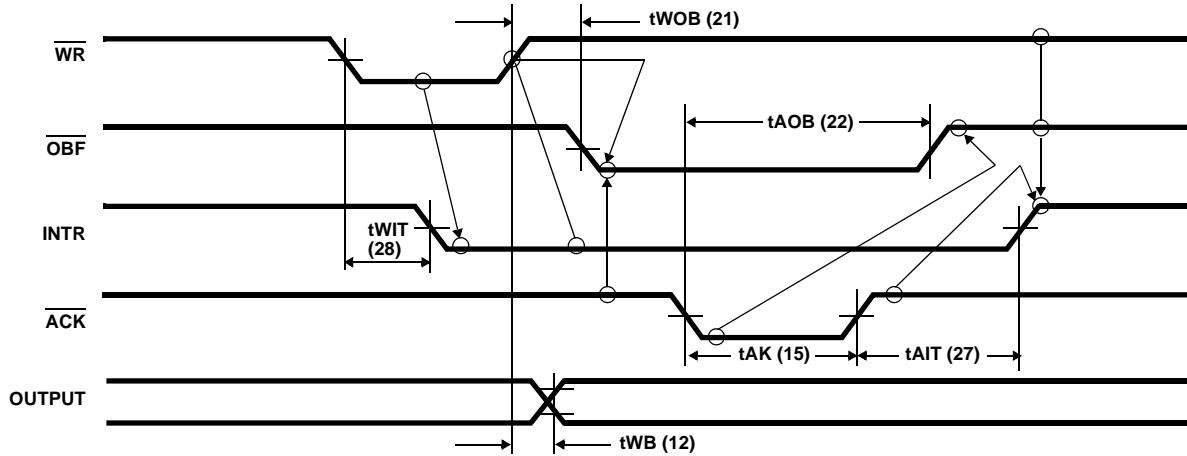 tWOB (21)
WR
tAOB (22)
OBF
INTR
tWIT
(28)
ACK
tAK (15)
tAIT (27)
OUTPUT
tWB (12)